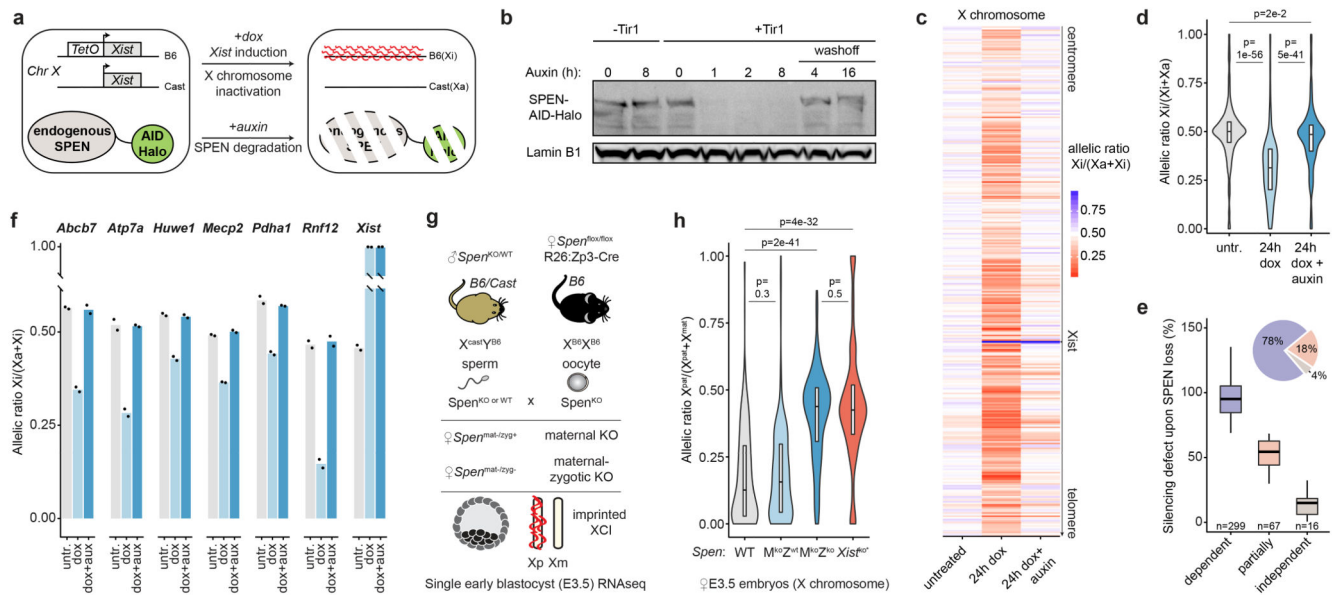 a
TetO
Xist
B6
Chr X
Xist
Cast
endogenous
SPEN
AID
Halo
+dox
Xist induction
X chromosome
inactivation
+auxin
SPEN degradation
B6(Xi)
Cast(Xa)
b
-Tir1
+Tir1
washoff
Auxin (h): 0 8 0 1 2 8 4 16
SPEN-
AID-Halo
Lamin B1
c
X chromosome
centromere
Xist
telomere
allelic ratio
Xi/(Xa+Xi)
0.75
0.50
0.25
untreated
24h dox
24h dox+
auxin
d
p=2e-2
p=
1e-56
p=
5e-41
Allelic ratio Xi/(Xi+Xa)
1.00
0.75
0.50
0.25
0.00
untr.
24h
dox
24h
dox +
auxin
e
Silencing defect upon SPEN loss (%)
150
100
50
0
78%
18%
4%
n=299
n=67
n=16
dependent
partially
independent
f
Abcb7 Atp7a Huwe1 Mecp2 Pdha1 Rnf12 Xist
Allelic ratio Xi/(Xa+Xi)
1.00
0.50
0.25
0.00
untr.
dox
dox+aux
untr.
dox
dox+aux
untr.
dox
dox+aux
untr.
dox
dox+aux
untr.
dox
dox+aux
untr.
dox
dox+aux
untr.
dox
dox+aux
g
♂Spen^KO/WT
♀Spen^flox/flox
R26:Zp3-Cre
B6/Cast
B6
X^cast Y^B6
X^B6 X^B6
sperm
oocyte
Spen^KO or WT
x
Spen^KO
♀Spen^mat-/zyg+
maternal KO
♀Spen^mat-/zyg-
maternal-
zygotic KO
imprinted
XCI
Xp Xm
Single early blastocyst (E3.5) RNAseq
h
p=4e-32
p=2e-41
p=
0.3
p=
0.5
Allelic ratio X^pat/(X^pat+X^mat)
1.00
0.75
0.50
0.25
0.00
Spen: WT M^koZ^wt M^koZ^ko Xist^ko*
♀E3.5 embryos (X chromosome)